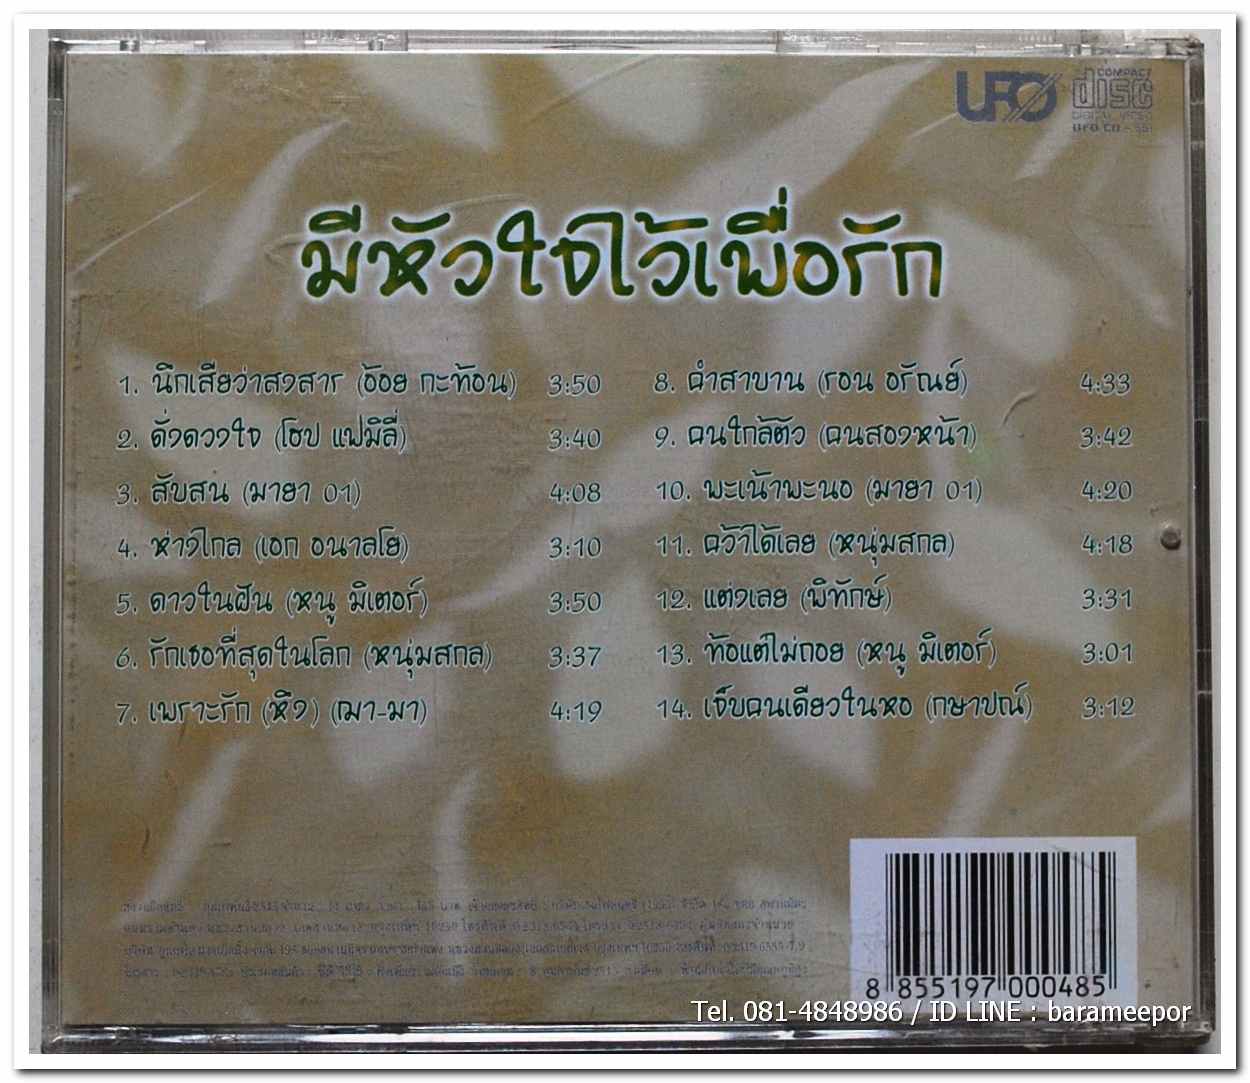 UFO
COMPACT
disc
DIGITAL VIDEO
UFO CD - 551
มีหัวใจไว้เพื่อรัก
1. นึกเสียว่าสงสาร (อ้อย กะท้อน) 3:50
2. ดั่งดวงใจ (โฮป แฟมิลี่) 3:40
3. สับสน (มายา 01) 4:08
4. ห่างไกล (เอก อนาลโย) 3:10
5. ดาวในฝัน (หนู มิเตอร์) 3:50
6. รักเธอที่สุดในโลก (หนุ่มสกล) 3:37
7. เพราะรัก (หึง) (ฌา-มา) 4:19
8. คำสาบาน (รอน อรัณย์) 4:33
9. คนใกล้ตัว (คนสองหน้า) 3:42
10. พะเน้าพะนอ (มายา 01) 4:20
11. คว้าได้เลย (หนุ่มสกล) 4:18
12. แต่งเลย (พิทักษ์) 3:31
13. ท้อแต่ไม่ถอย (หนู มิเตอร์) 3:01
14. เจ็บคนเดียวในหอ (กษาปณ์) 3:12
8 855197 000485
Tel. 081-4848986 / ID LINE : barameepor